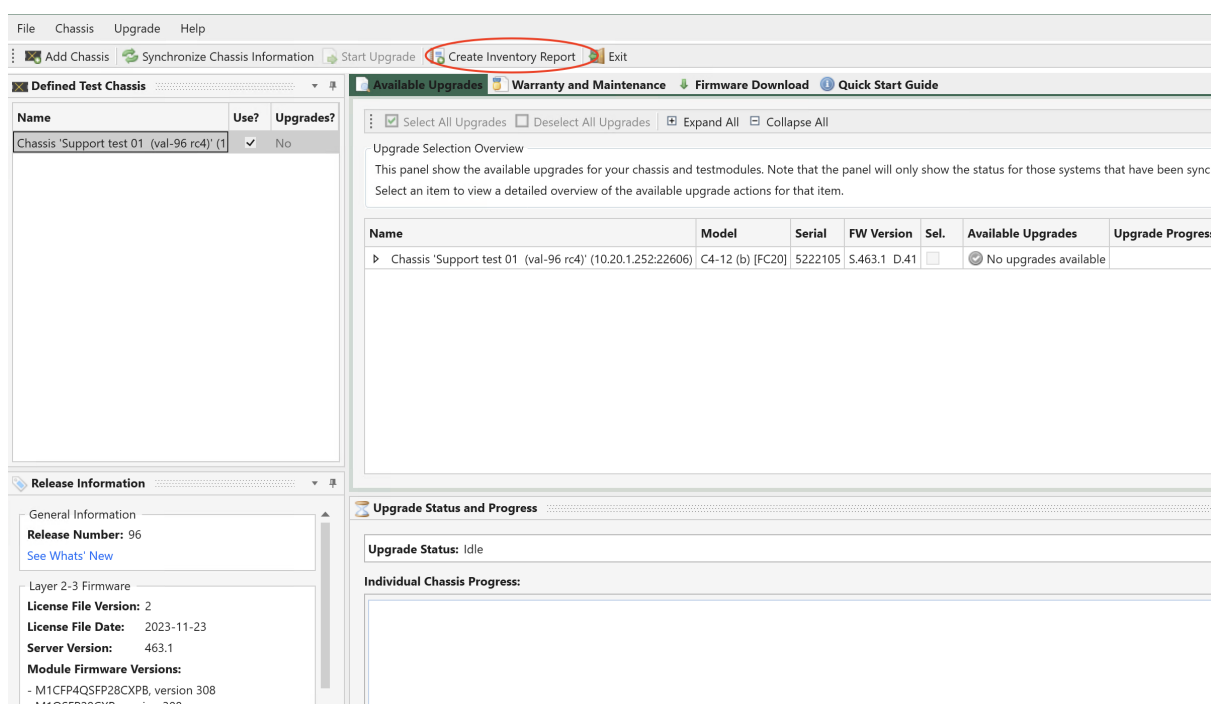 File Chassis Upgrade Help
Add Chassis Synchronize Chassis Information Start Upgrade Create Inventory Report Exit
Defined Test Chassis
Name Use? Upgrades?
Chassis 'Support test 01 (val-96 rc4)' (1 No
Available Upgrades Warranty and Maintenance Firmware Download Quick Start Guide
Select All Upgrades Deselect All Upgrades Expand All Collapse All
Upgrade Selection Overview
This panel show the available upgrades for your chassis and testmodules. Note that the panel will only show the status for those systems that have been sync
Select an item to view a detailed overview of the available upgrade actions for that item.
Name Model Serial FW Version Sel. Available Upgrades Upgrade Progres
Chassis 'Support test 01 (val-96 rc4)' (10.20.1.252:22606) C4-12 (b) [FC20] 5222105 S.463.1 D.41 No upgrades available
Release Information
General Information
Release Number: 96
See Whats' New
Layer 2-3 Firmware
License File Version: 2
License File Date: 2023-11-23
Server Version: 463.1
Module Firmware Versions:
- M1CFP4QSFP28CXPB, version 308
Upgrade Status and Progress
Upgrade Status: Idle
Individual Chassis Progress: